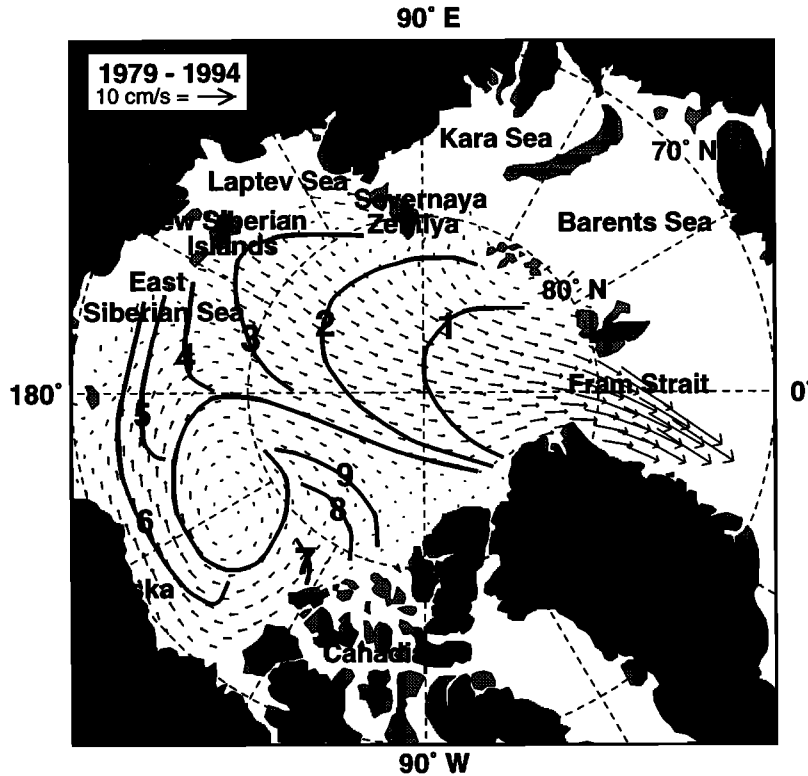 90° E
1979 - 1994
10 cm/s =
Kara Sea
70° N
Laptev Sea
Severnaya
Zemlya
Barents Sea
Siberian
Islands
East
Siberian Sea
80° N
1
2
3
4
Fram Strait
180°
0°
5
9
8
6
7
90° W